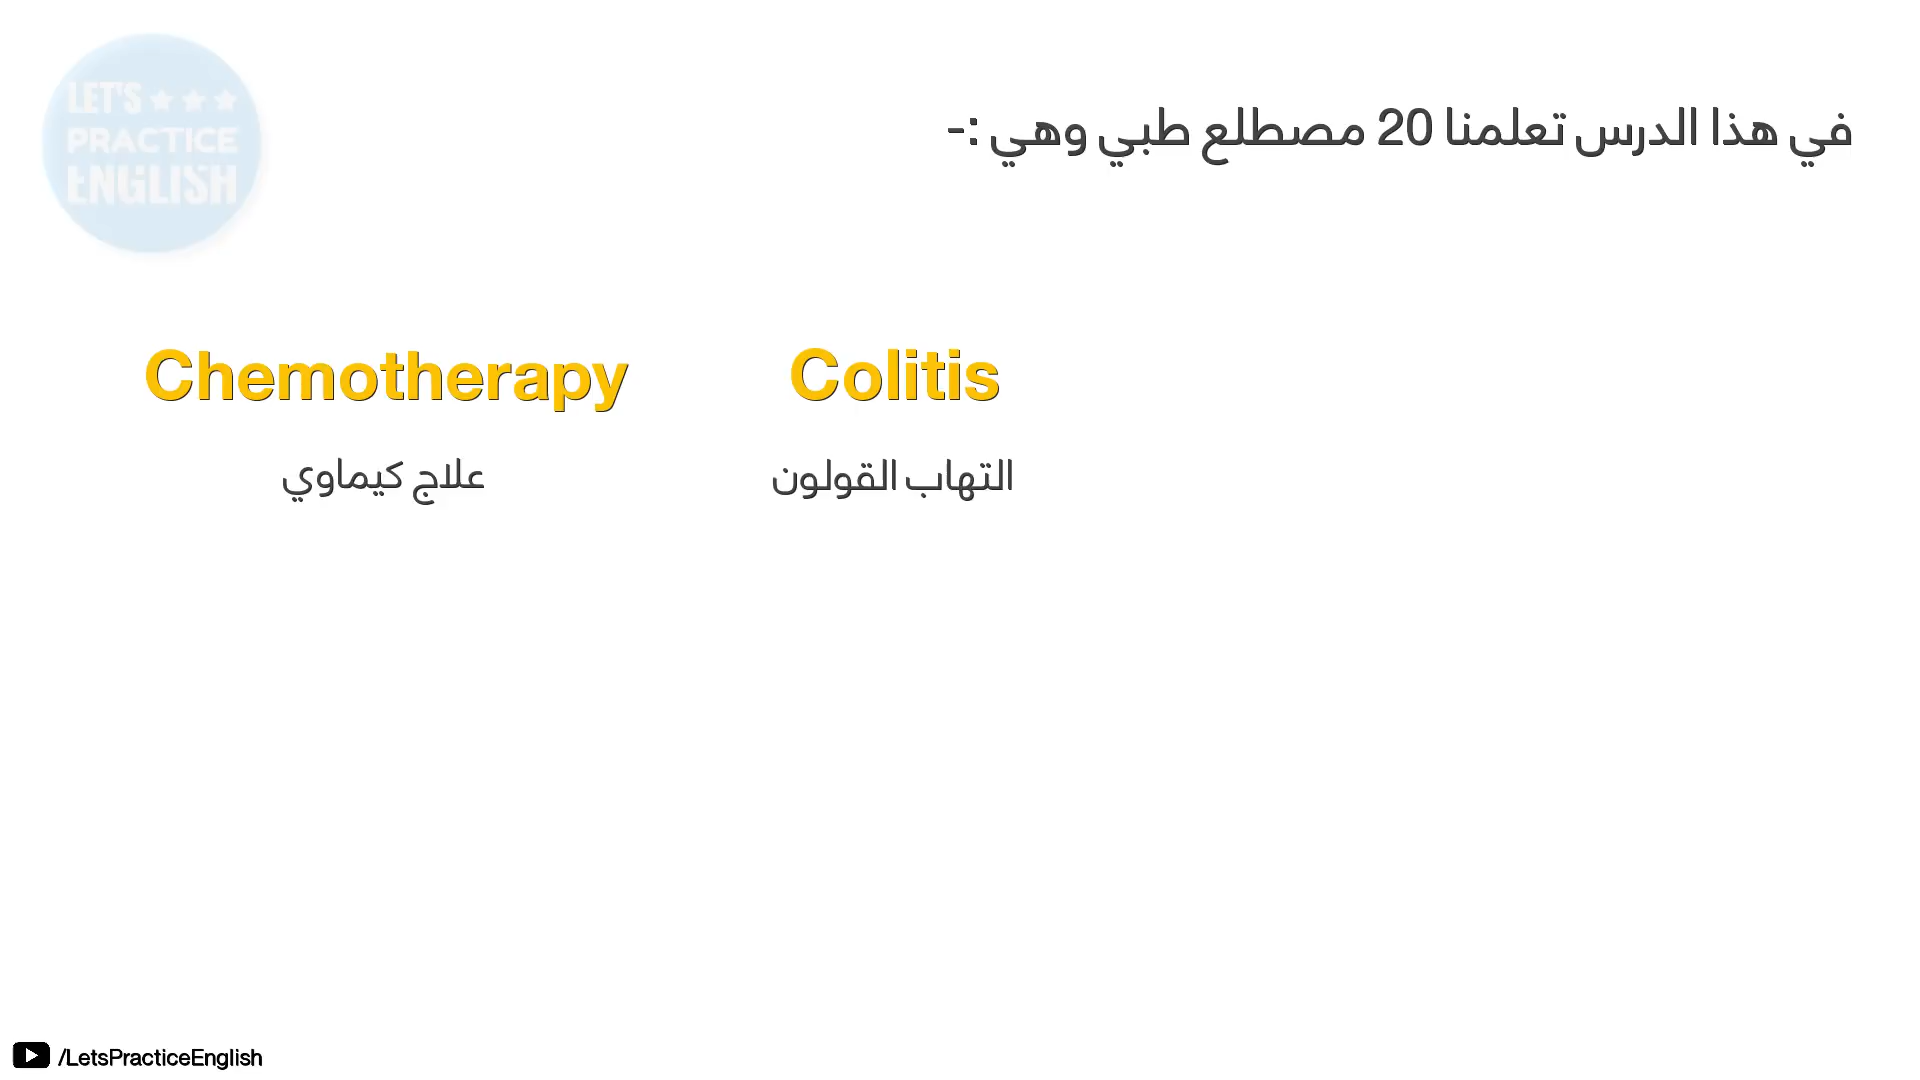 LET'S
PRACTICE
ENGLISH
في هذا الدرس تعلمنا 20 مصطلع طبي وهي :-
Chemotherapy
علاج كيماوي
Colitis
التهاب القولون
/LetsPracticeEnglish